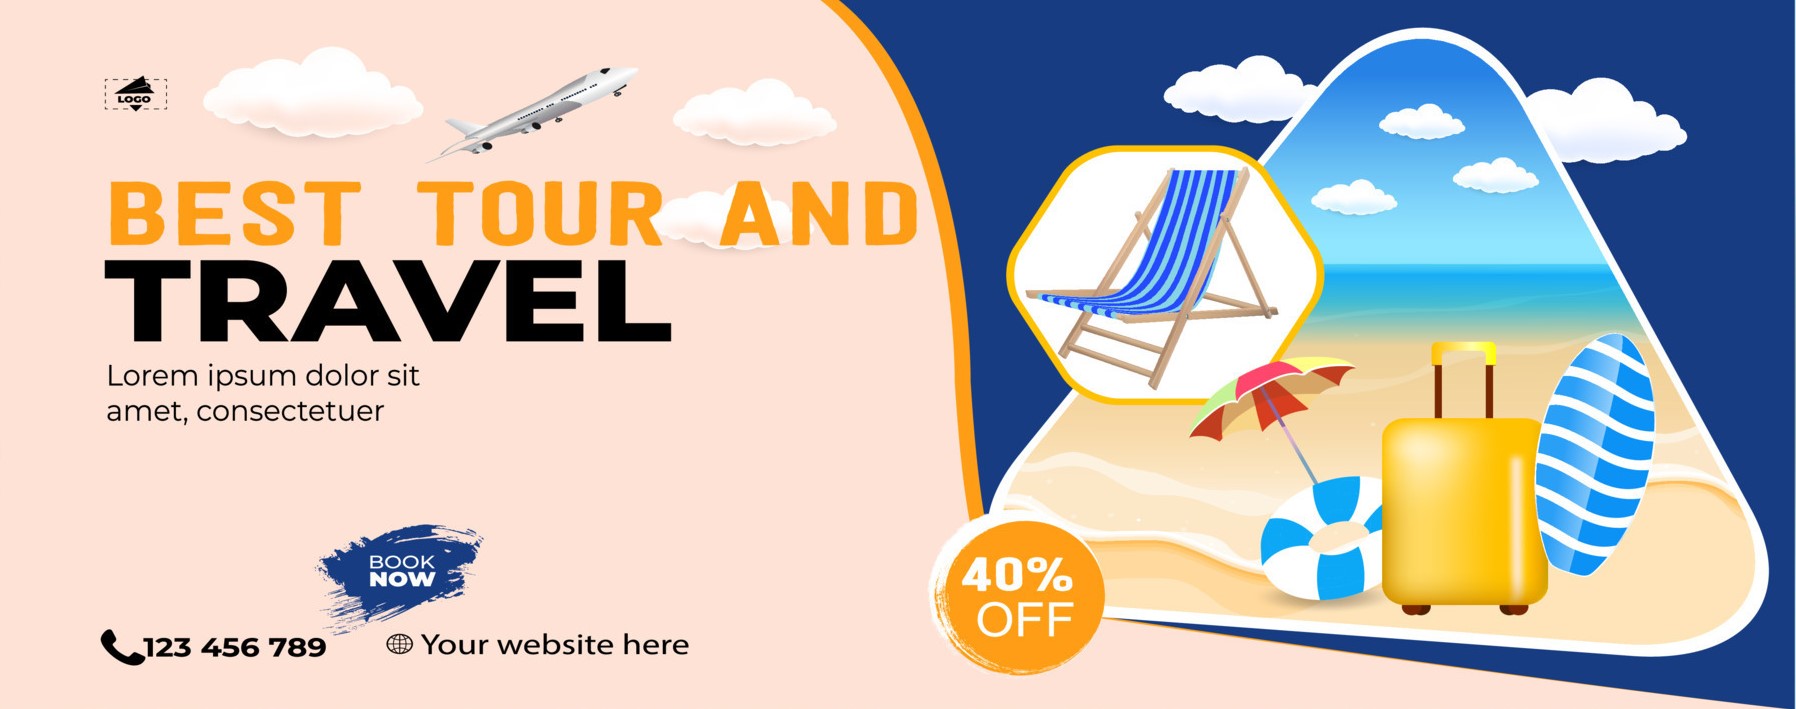 LOGO
BEST TOUR AND
TRAVEL
Lorem ipsum dolor sit
amet, consectetuer
BOOK
NOW
123 456 789
Your website here
40%
OFF